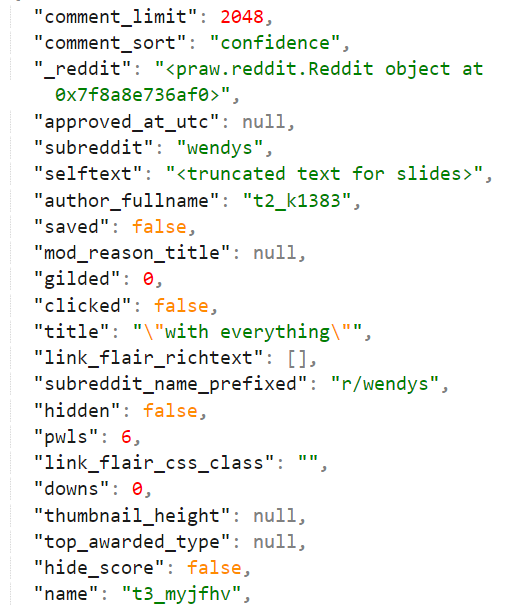 "comment_limit": 2048,
"comment_sort": "confidence",
"_reddit": "<praw.reddit.Reddit object at
0x7f8a8e736af0>",
"approved_at_utc": null,
"subreddit": "wendys",
"selftext": "<truncated text for slides>",
"author_fullname": "t2_k1383",
"saved": false,
"mod_reason_title": null,
"gilded": 0,
"clicked": false,
"title": "\"with everything\"",
"link_flair_richtext": [],
"subreddit_name_prefixed": "r/wendys",
"hidden": false,
"pwls": 6,
"link_flair_css_class": "",
"downs": 0,
"thumbnail_height": null,
"top_awarded_type": null,
"hide_score": false,
"name": "t3_myjfhv",